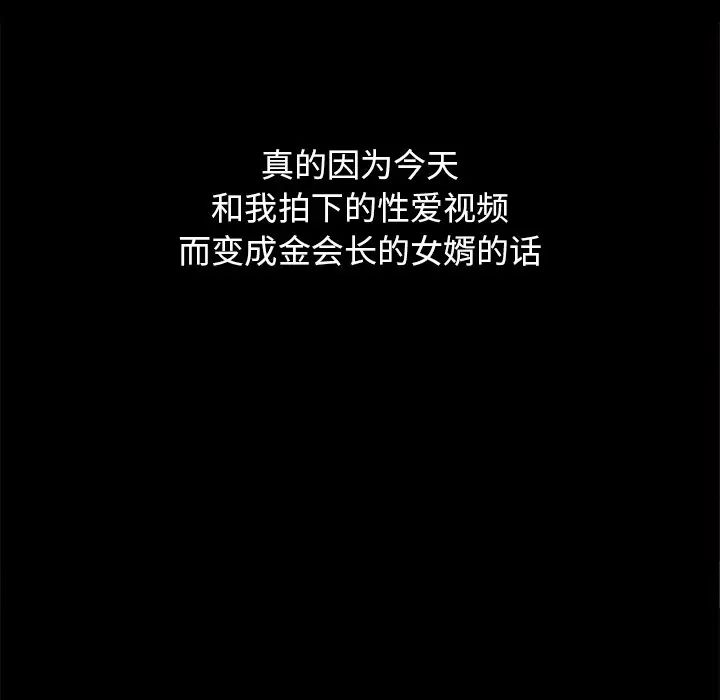 真的因为今天
和我拍下的性爱视频
而变成金会长的女婿的话